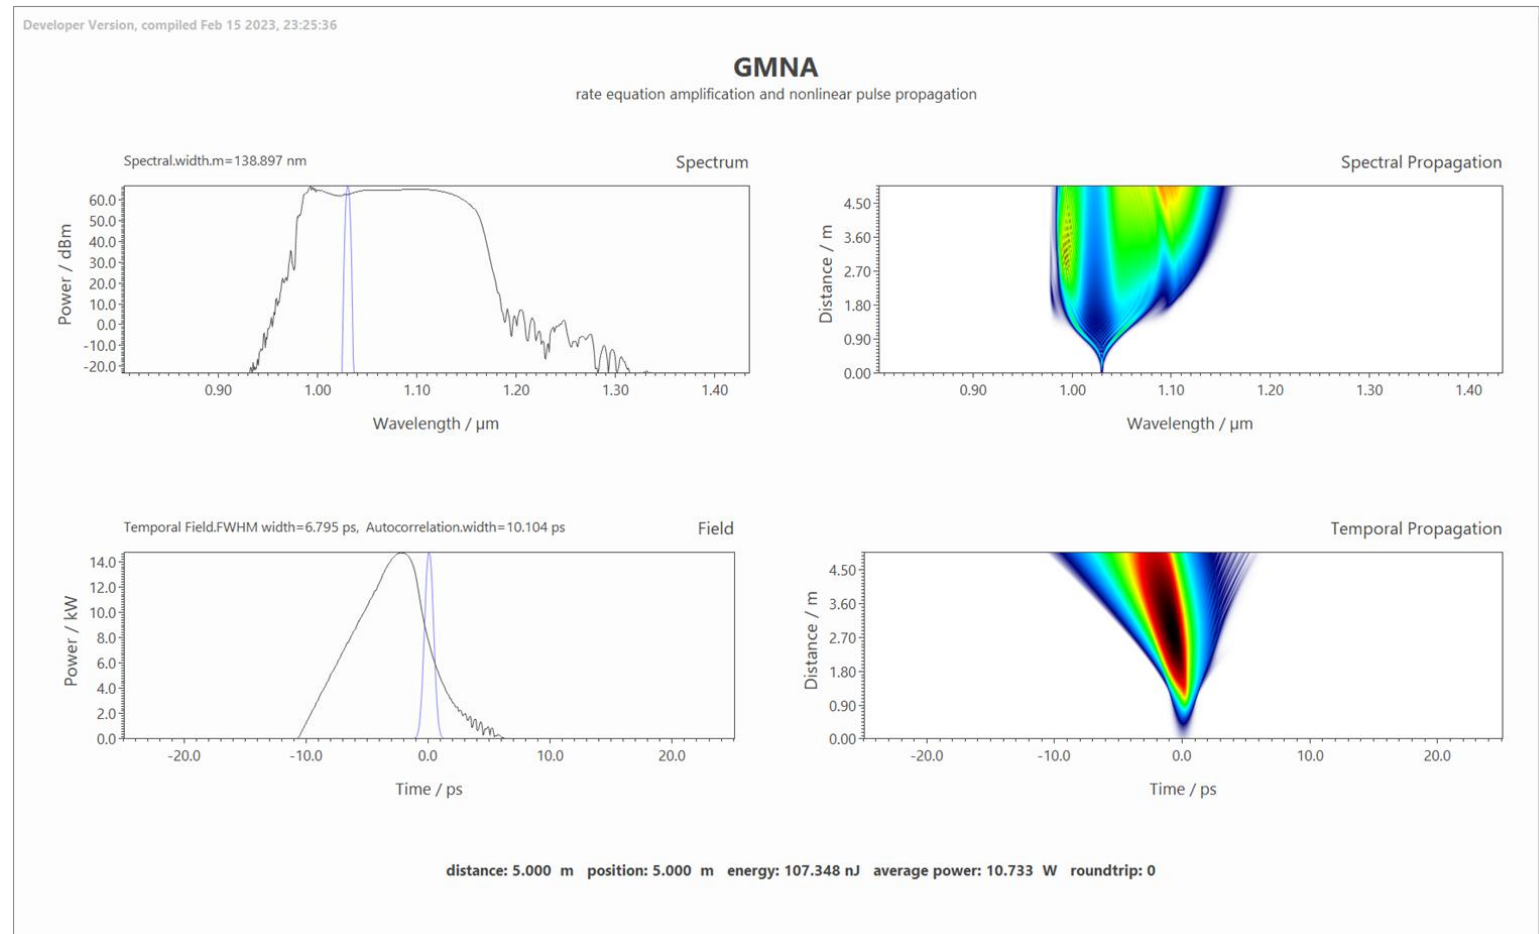 Developer Version, compiled Feb 15 2023, 23:25:36
GMNA
rate equation amplification and nonlinear pulse propagation
Spectral.width.m=138.897 nm
Spectrum
60.0
50.0
40.0
30.0
20.0
10.0
0.0
-10.0
-20.0
Power / dBm
0.90 1.00 1.10 1.20 1.30 1.40
Wavelength / µm
Spectral Propagation
4.50
3.60
2.70
1.80
0.90
0.00
Distance / m
0.90 1.00 1.10 1.20 1.30 1.40
Wavelength / µm
Temporal Field.FWHM width=6.795 ps, Autocorrelation.width=10.104 ps
Field
14.0
12.0
10.0
8.0
6.0
4.0
2.0
0.0
Power / kW
-20.0 -10.0 0.0 10.0 20.0
Time / ps
Temporal Propagation
4.50
3.60
2.70
1.80
0.90
0.00
Distance / m
-20.0 -10.0 0.0 10.0 20.0
Time / ps
distance: 5.000 m position: 5.000 m energy: 107.348 nJ average power: 10.733 W roundtrip: 0